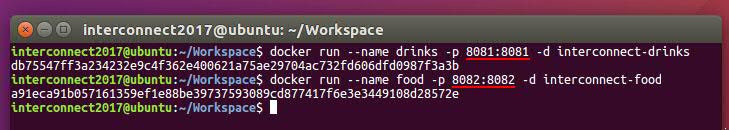 interconnect2017@ubuntu: ~/Workspace
interconnect2017@ubuntu:~/Workspace$ docker run --name drinks -p 8081:8081 -d interconnect-drinks
db75547ff3a234232e9c4f362e400621a75ae29704ac732fd606dfd0987f3a3b
interconnect2017@ubuntu:~/Workspace$ docker run --name food -p 8082:8082 -d interconnect-food
a91eca91b057161359ef1e88be39737593089cd877417f6e3e3449108d28572e
interconnect2017@ubuntu:~/Workspace$